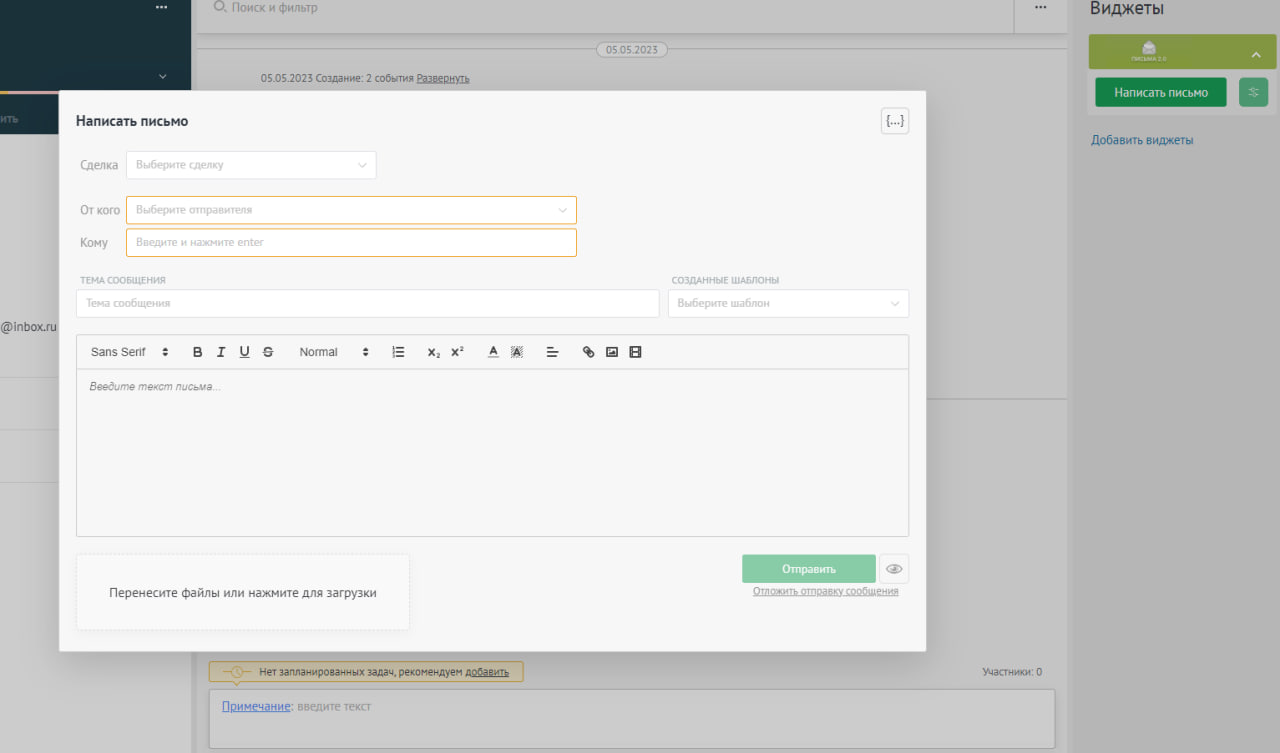 Поиск и фильтр
Виджеты
05.05.2023
ПИСЬМА 2.0
05.05.2023 Создание: 2 события Развернуть
Написать письмо
ить
Написать письмо
{...}
Добавить виджеты
Сделка
Выберите сделку
От кого
Выберите отправителя
Кому
Введите и нажмите enter
ТЕМА СООБЩЕНИЯ
СОЗДАННЫЕ ШАБЛОНЫ
Тема сообщения
Выберите шаблон
@inbox.ru
Sans Serif
B I U S
Normal
X₂ X²
A A
Введите текст письма...
Отправить
Перенесите файлы или нажмите для загрузки
Отложить отправку сообщения
Нет запланированных задач, рекомендуем добавить
Участники: 0
Примечание: введите текст